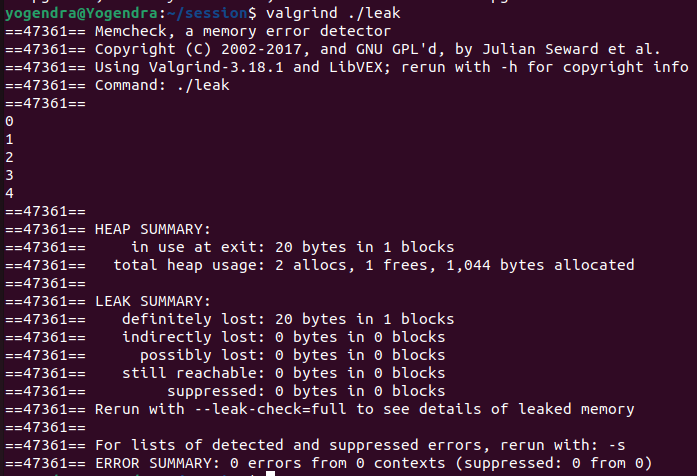 yogendra@Yogendra:~/session$ valgrind ./leak
==47361== Memcheck, a memory error detector
==47361== Copyright (C) 2002-2017, and GNU GPL'd, by Julian Seward et al.
==47361== Using Valgrind-3.18.1 and LibVEX; rerun with -h for copyright info
==47361== Command: ./leak
==47361==
0
1
2
3
4
==47361==
==47361== HEAP SUMMARY:
==47361==     in use at exit: 20 bytes in 1 blocks
==47361==   total heap usage: 2 allocs, 1 frees, 1,044 bytes allocated
==47361==
==47361== LEAK SUMMARY:
==47361==    definitely lost: 20 bytes in 1 blocks
==47361==    indirectly lost: 0 bytes in 0 blocks
==47361==      possibly lost: 0 bytes in 0 blocks
==47361==    still reachable: 0 bytes in 0 blocks
==47361==         suppressed: 0 bytes in 0 blocks
==47361== Rerun with --leak-check=full to see details of leaked memory
==47361==
==47361== For lists of detected and suppressed errors, rerun with: -s
==47361== ERROR SUMMARY: 0 errors from 0 contexts (suppressed: 0 from 0)